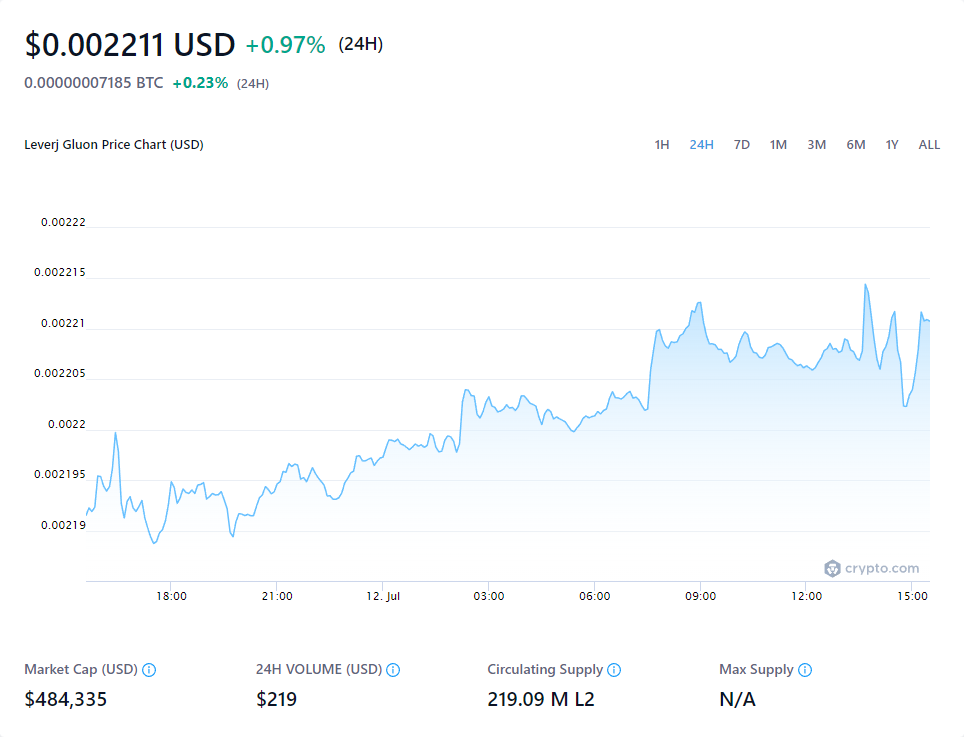 $0.002211 USD +0.97% (24H)
0.00000007185 BTC +0.23% (24H)
Leverj Gluon Price Chart (USD) 1H 24H 7D 1M 3M 6M 1Y ALL
0.00222
0.002215
0.00221
0.002205
0.0022
0.002195
0.00219
crypto.com
18:00 21:00 12. Jul 03:00 06:00 09:00 12:00 15:00
Market Cap (USD) 24H VOLUME (USD) Circulating Supply Max Supply
$484,335 $219 219.09 M L2 N/A